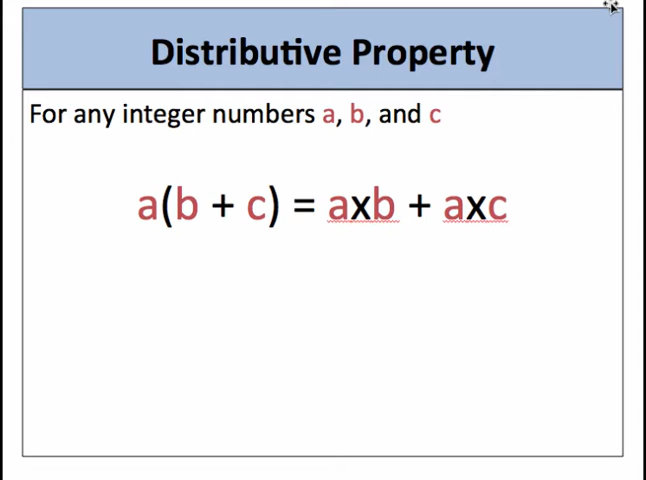 Distributive Property
For any integer numbers a, b, and c
a(b + c) = axb + axc